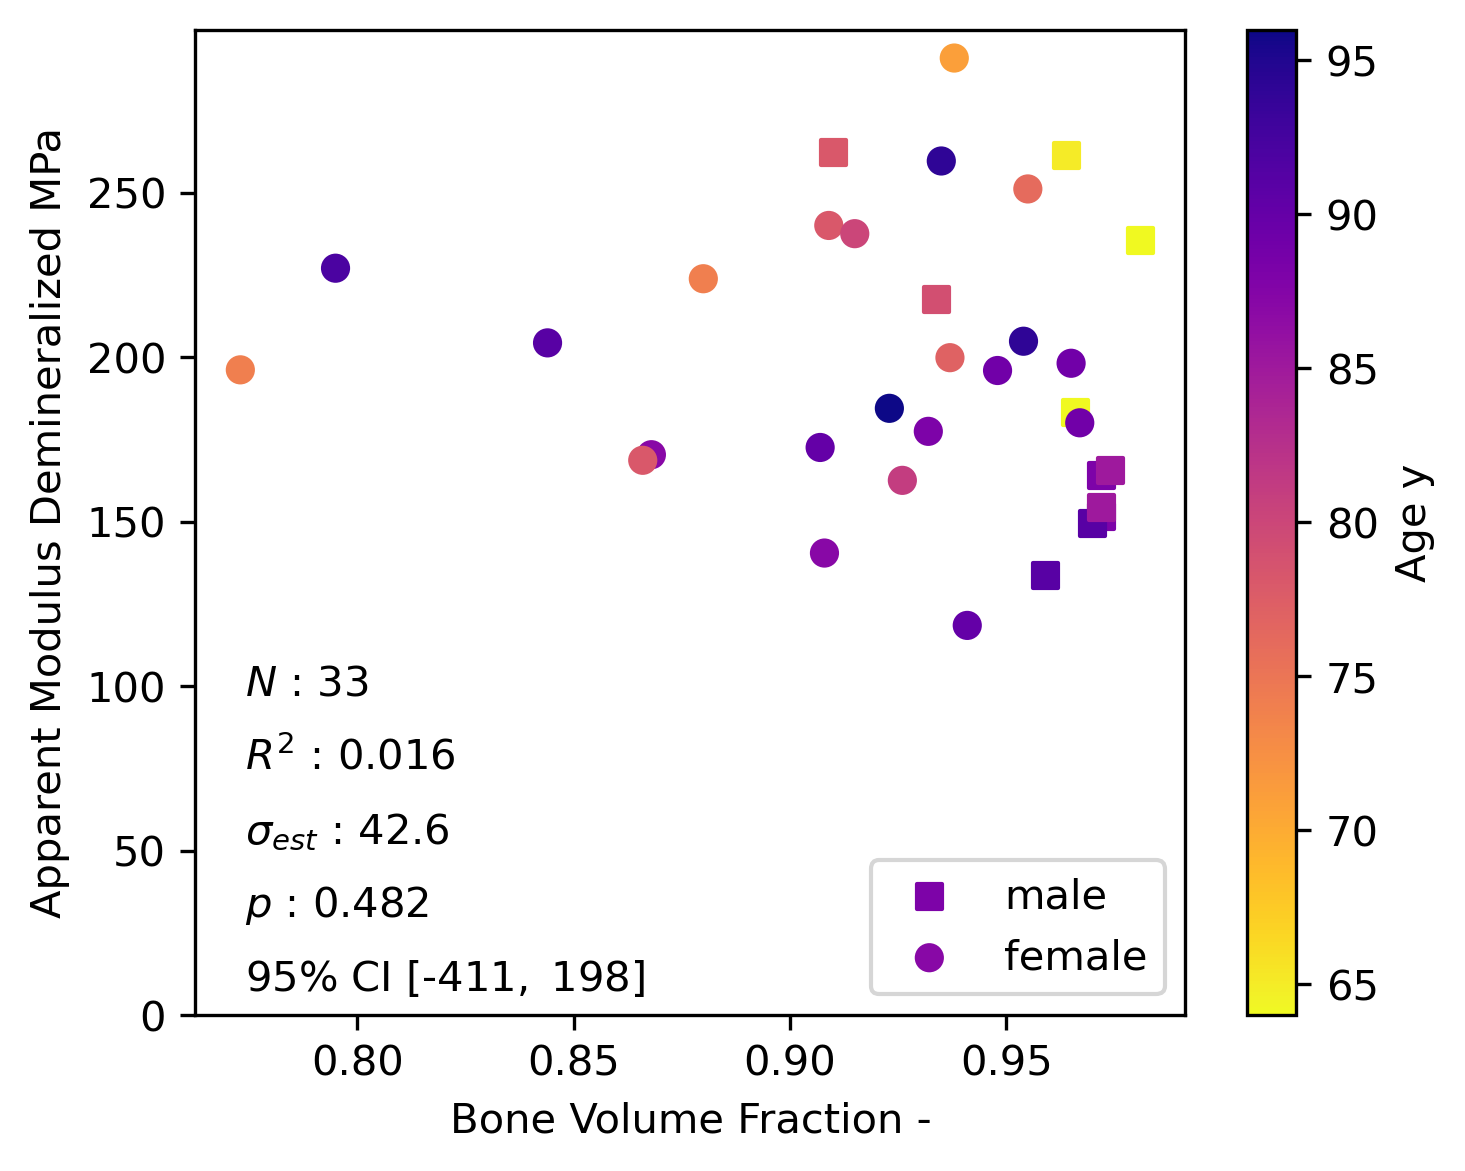 Apparent Modulus Demineralized MPa
250
200
150
100
50
0
N : 33
R² : 0.016
σest : 42.6
p : 0.482
95% CI [-411, 198]
male
female
0.80 0.85 0.90 0.95
Bone Volume Fraction -
95
90
85
80
75
70
65
Age y